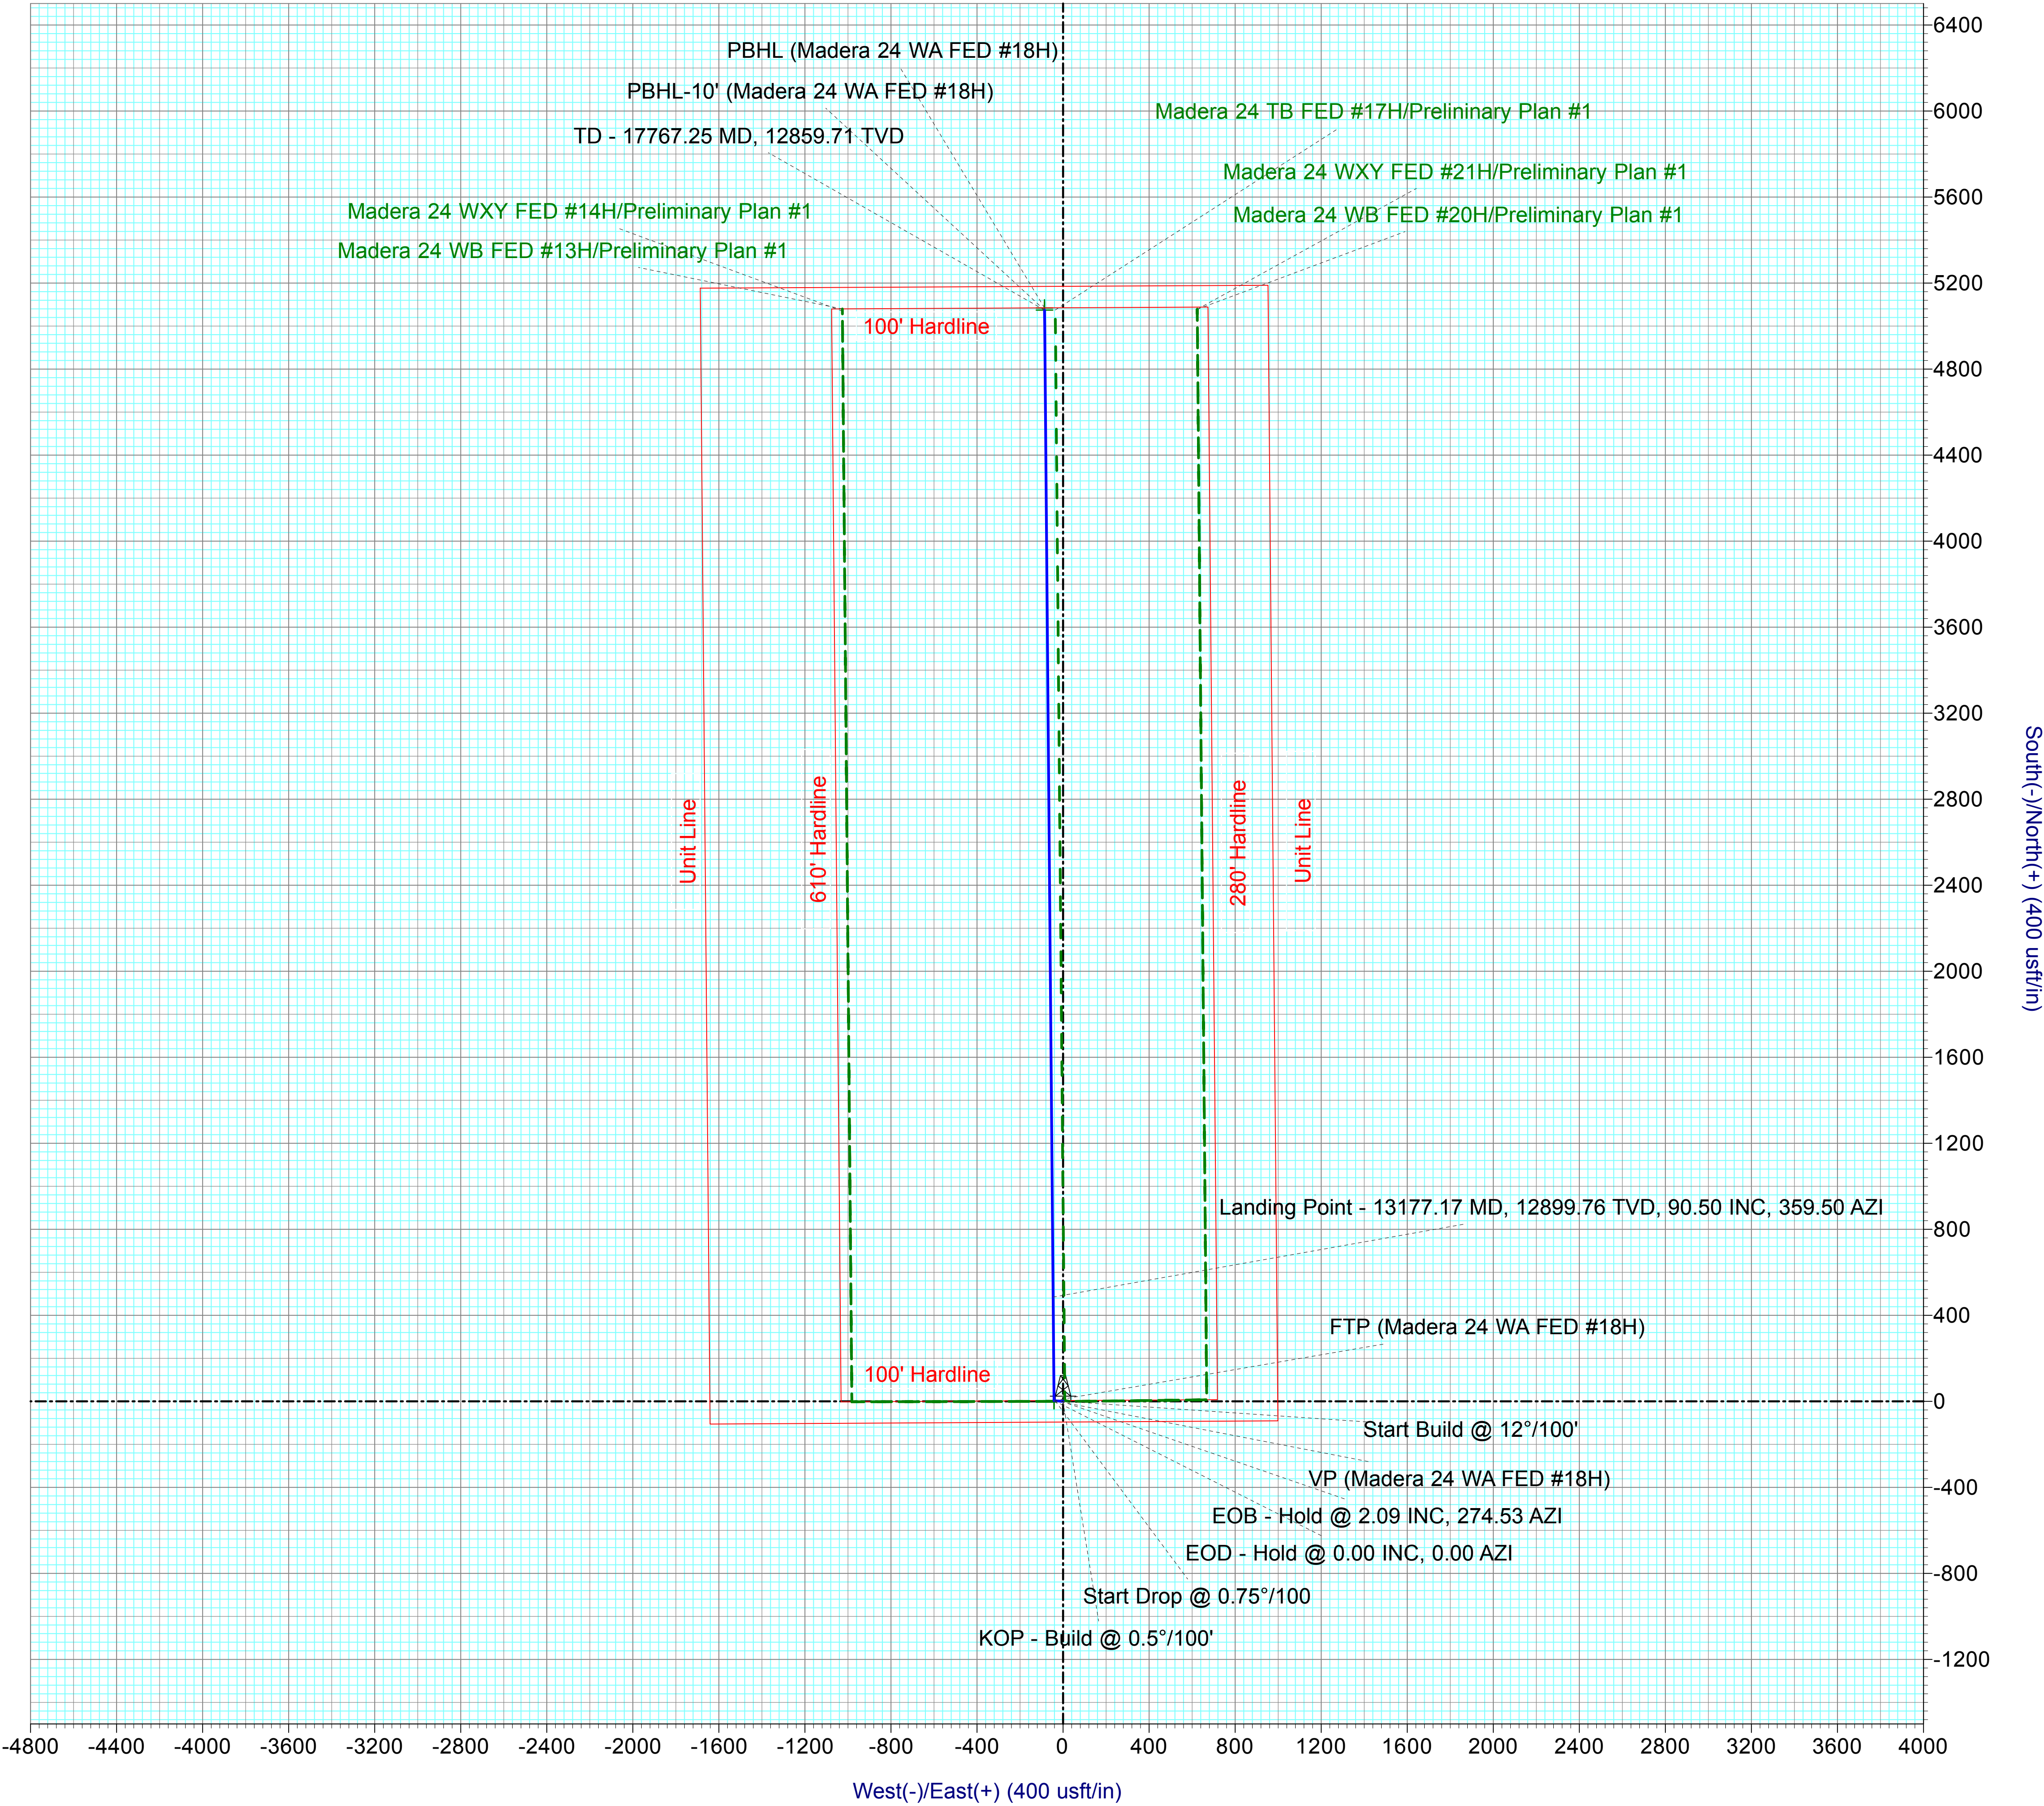 6400
PBHL (Madera 24 WA FED #18H)
PBHL-10' (Madera 24 WA FED #18H)
6000
Madera 24 TB FED #17H/Prelininary Plan #1
TD - 17767.25 MD, 12859.71 TVD
Madera 24 WXY FED #21H/Preliminary Plan #1
5600
Madera 24 WXY FED #14H/Preliminary Plan #1
Madera 24 WB FED #20H/Preliminary Plan #1
Madera 24 WB FED #13H/Preliminary Plan #1
5200
100' Hardline
4800
4400
4000
3600
3200
2800
Unit Line
610' Hardline
280' Hardline
Unit Line
South(-)/North(+) (400 usft/in)
2400
2000
1600
1200
Landing Point - 13177.17 MD, 12899.76 TVD, 90.50 INC, 359.50 AZI
800
400
FTP (Madera 24 WA FED #18H)
100' Hardline
0
Start Build @ 12°/100'
VP (Madera 24 WA FED #18H)
-400
EOB - Hold @ 2.09 INC, 274.53 AZI
EOD - Hold @ 0.00 INC, 0.00 AZI
-800
Start Drop @ 0.75°/100
KOP - Build @ 0.5°/100'
-1200
-4800 -4400 -4000 -3600 -3200 -2800 -2400 -2000 -1600 -1200 -800 -400 0 400 800 1200 1600 2000 2400 2800 3200 3600 4000
West(-)/East(+) (400 usft/in)